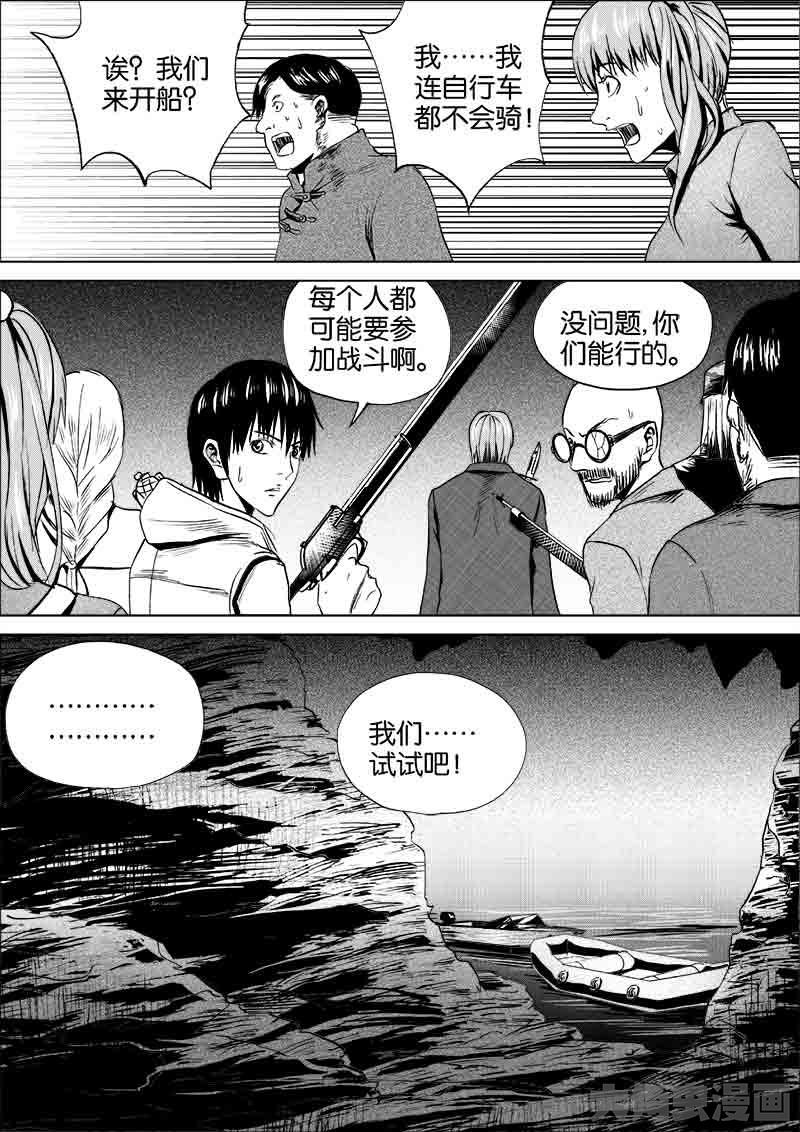 诶？我们
来开船？
我……我
连自行车
都不会骑！
每个人都
可能要参
加战斗啊。
没问题，你
们能行的。
…………
…………
我们……
试试吧！